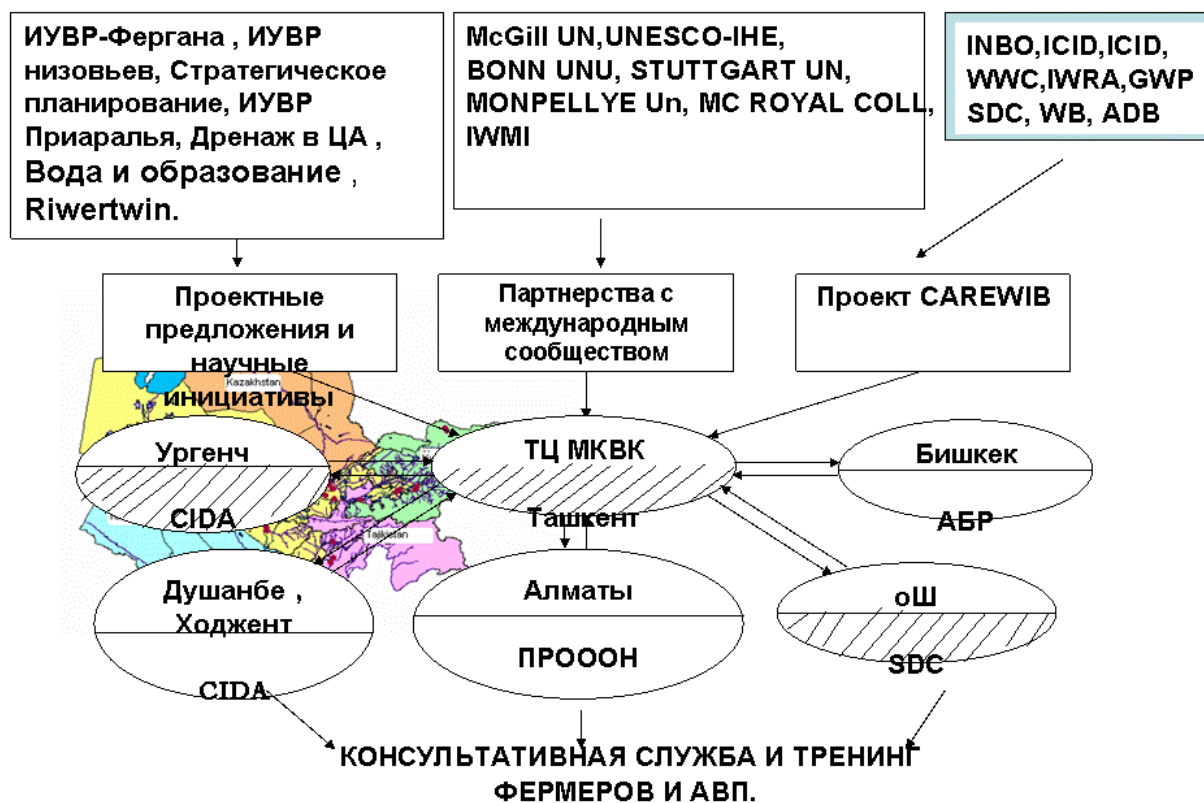 ИУВР-Фергана , ИУВР
низовьев, Стратегическое
планирование, ИУВР
Приаралья, Дренаж в ЦА ,
Вода и образование ,
Riwertwin.
McGill UN,UNESCO-IHE,
BONN UNU, STUTTGART UN,
MONPELLYE Un, MC ROYAL COLL,
IWMI
INBO,ICID,ICID,
WWC,IWRA,GWP
SDC, WB, ADB
Проектные
предложения и
научные
инициативы
Партнерства с
международным
сообществом
Проект CAREWIB
Kazakhstan
Ургенч
CIDA
ТЦ МКВК
Ташкент
Бишкек
АБР
Tajikistan
Душанбе ,
Ходжент
CIDA
Алматы
ПРОООН
оШ
SDC
КОНСУЛЬТАТИВНАЯ СЛУЖБА И ТРЕНИНГ
ФЕРМЕРОВ И АВП.